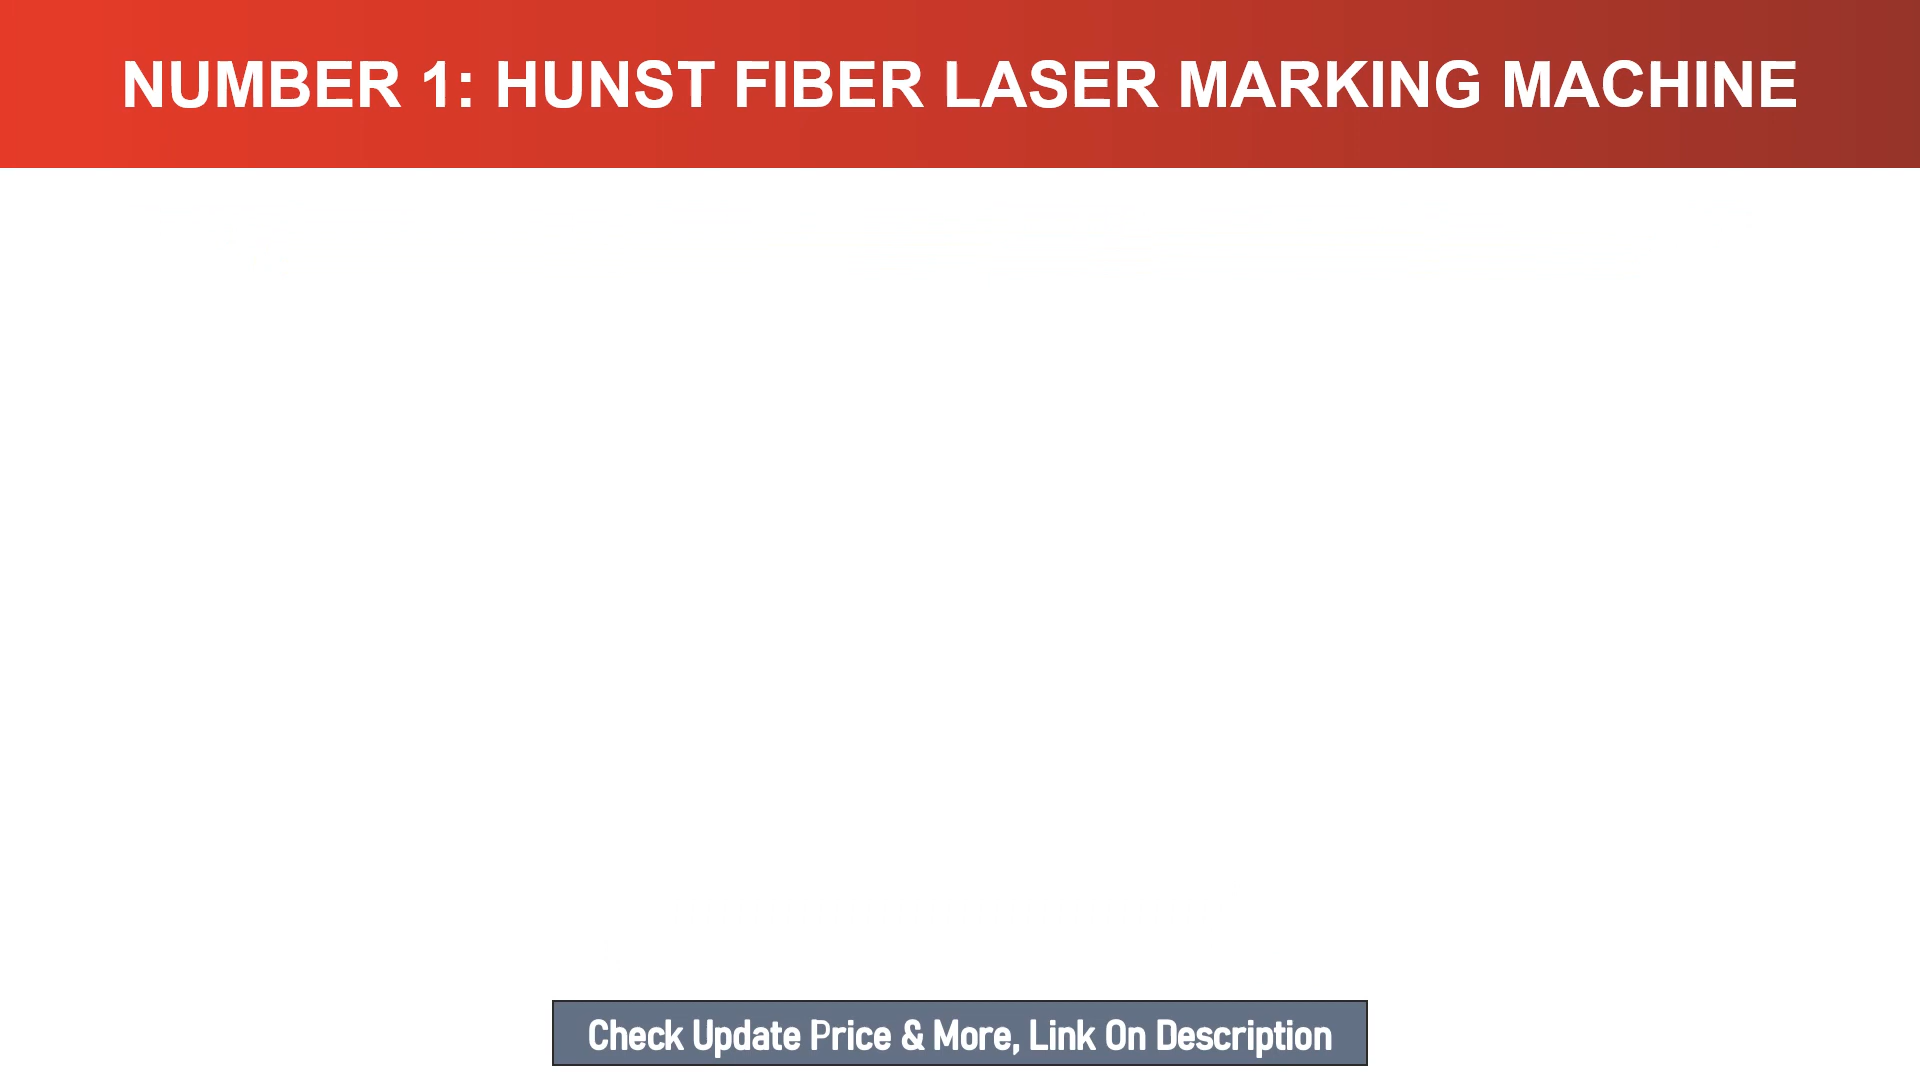 NUMBER 1: HUNST FIBER LASER MARKING MACHINE
Check Update Price & More, Link On Description